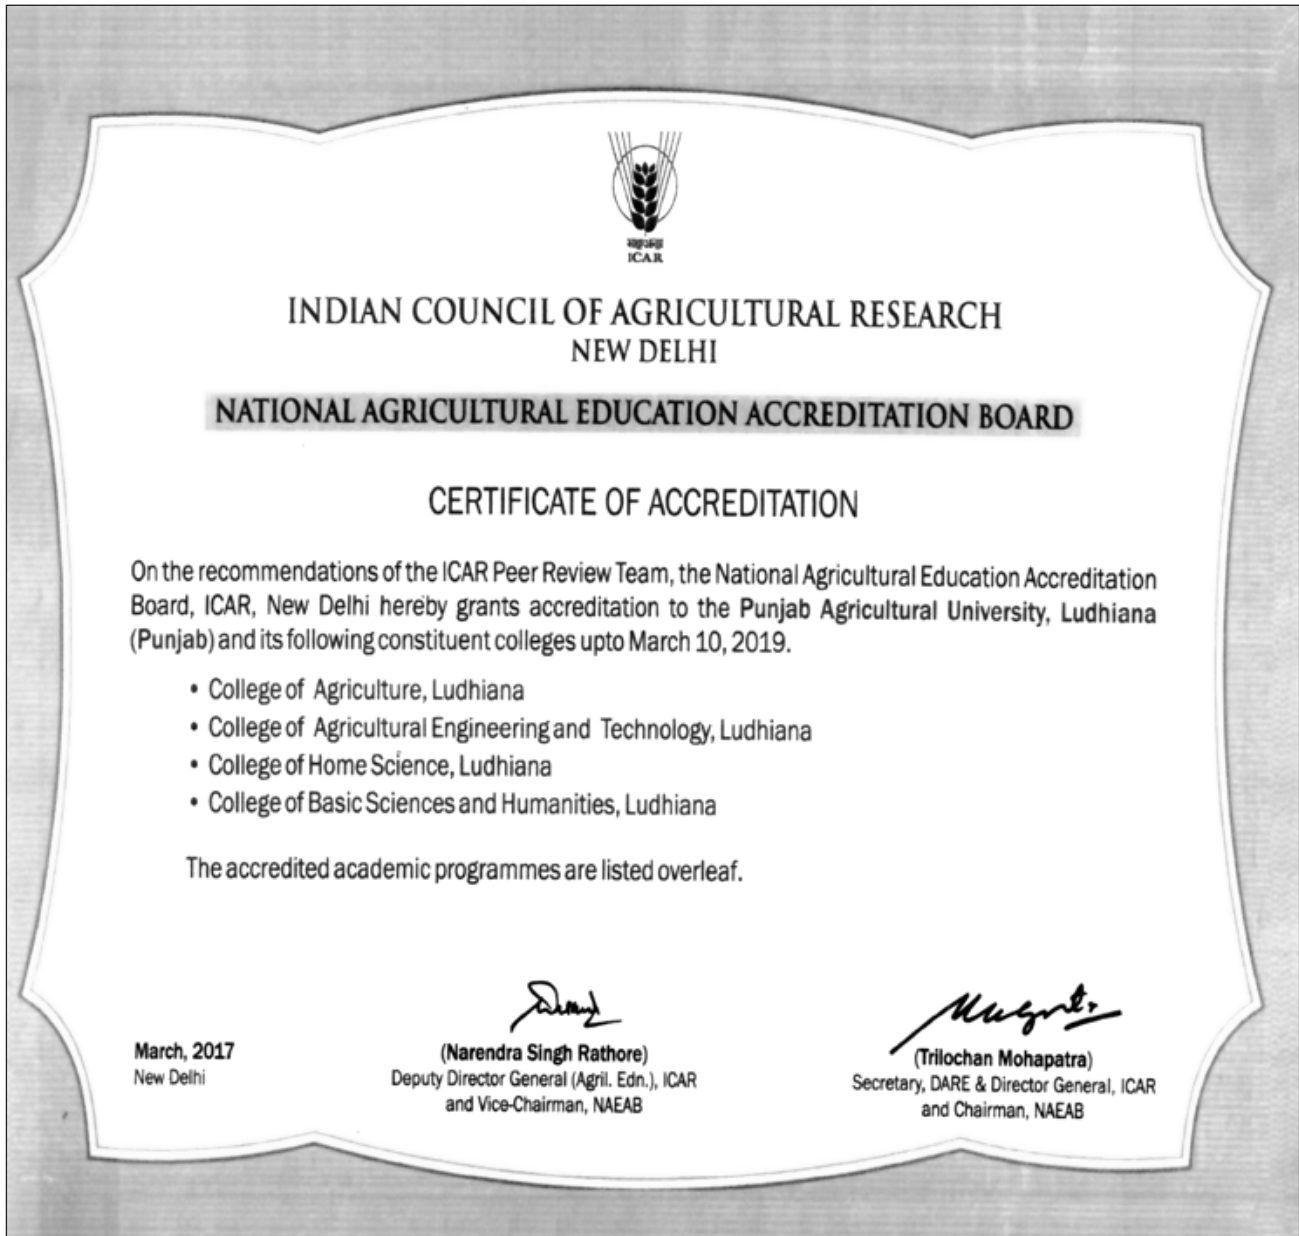 ICAR
INDIAN COUNCIL OF AGRICULTURAL RESEARCH
NEW DELHI
NATIONAL AGRICULTURAL EDUCATION ACCREDITATION BOARD
CERTIFICATE OF ACCREDITATION
On the recommendations of the ICAR Peer Review Team, the National Agricultural Education Accreditation
Board, ICAR, New Delhi hereby grants accreditation to the Punjab Agricultural University, Ludhiana
(Punjab) and its following constituent colleges upto March 10, 2019.
• College of Agriculture, Ludhiana
• College of Agricultural Engineering and Technology, Ludhiana
• College of Home Science, Ludhiana
• College of Basic Sciences and Humanities, Ludhiana
The accredited academic programmes are listed overleaf.
March, 2017
New Delhi
(Narendra Singh Rathore)
Deputy Director General (Agril. Edn.), ICAR
and Vice-Chairman, NAEAB
(Trilochan Mohapatra)
Secretary, DARE & Director General, ICAR
and Chairman, NAEAB